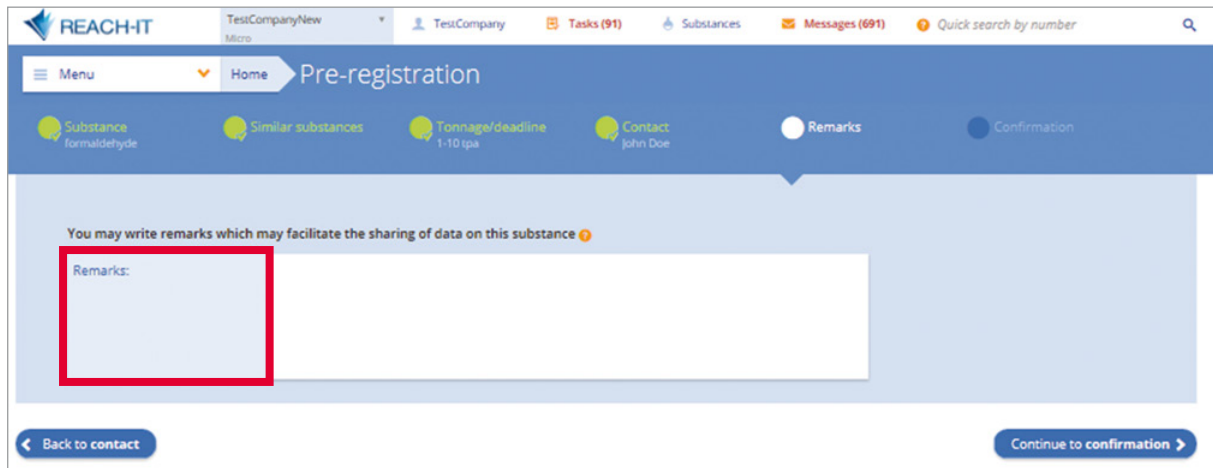 REACH-IT TestCompanyNew TestCompany Tasks (91) Substances Messages (691) Quick search by number
Micro
Menu Home Pre-registration
Substance Similar substances Tonnage/deadline Contact Remarks Confirmation
formaldehyde 1-10 tpa John Doe
You may write remarks which may facilitate the sharing of data on this substance ?
Remarks:
Back to contact Continue to confirmation